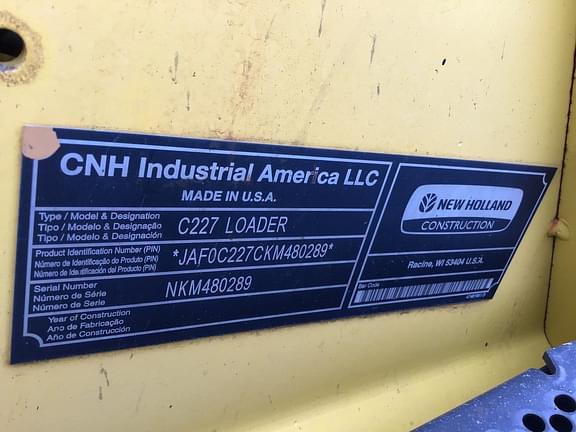 CNH Industrial America LLC
MADE IN U.S.A.
Type / Model & Designation
Tipo / Modelo & Designação
Tipo / Modelo & Designación
C227 LOADER
Product Identification Number (PIN)
Número de Identificação do Produto (PIN)
Número de Identificación del Producto (PIN)
*JAF0C227CKM480289*
Serial Number
Número de Série
Número de Série
NKM480289
Year of Construction
Ano de Fabricação
Año de Construcción
NEW HOLLAND
CONSTRUCTION
Racine, WI 53404 U.S.A.
Bar Code